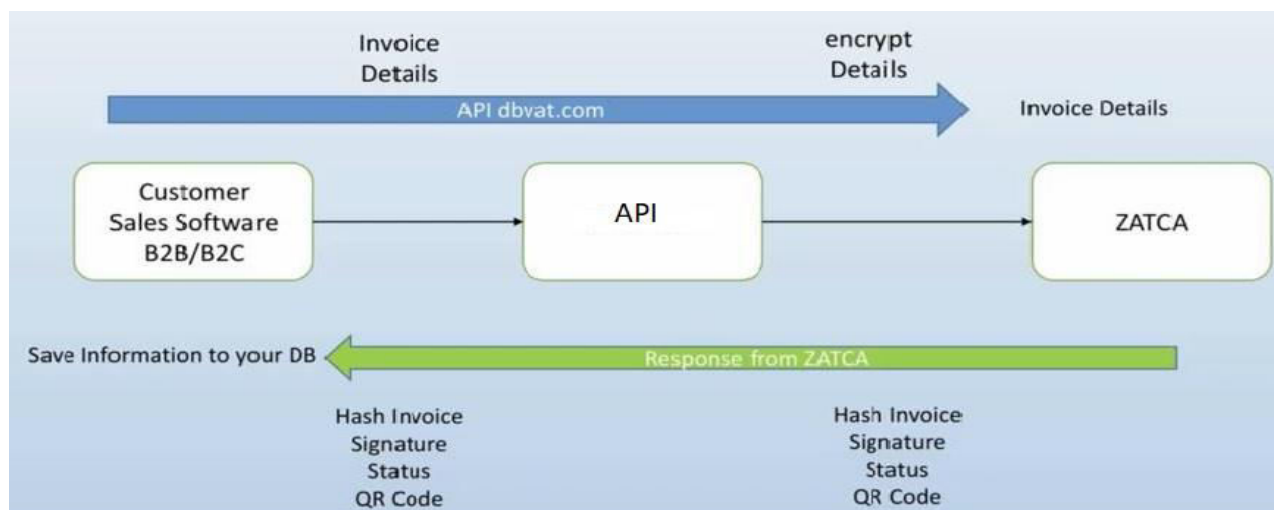 Invoice
Details
encrypt
Details
API dbvat.com
Invoice Details
Customer
Sales Software
B2B/B2C
API
ZATCA
Save Information to your DB
Response from ZATCA
Hash Invoice
Signature
Status
QR Code
Hash Invoice
Signature
Status
QR Code